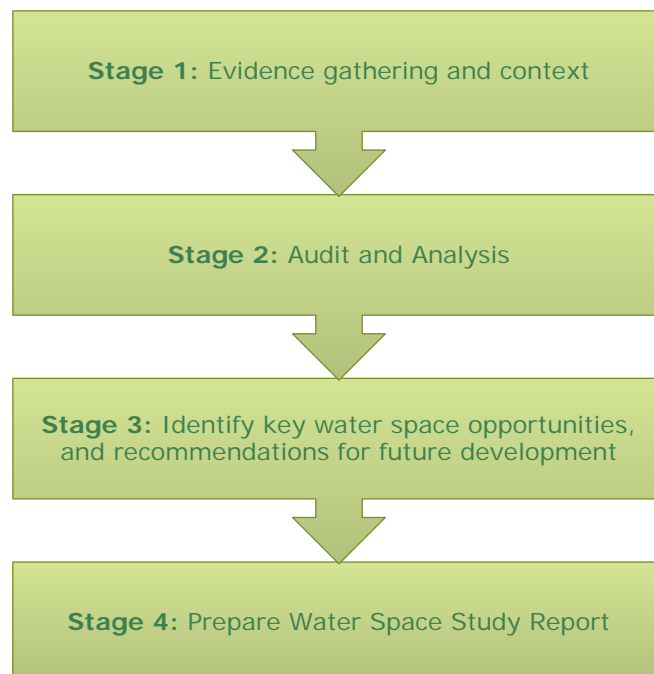 Stage 1: Evidence gathering and context
Stage 2: Audit and Analysis
Stage 3: Identify key water space opportunities,
and recommendations for future development
Stage 4: Prepare Water Space Study Report